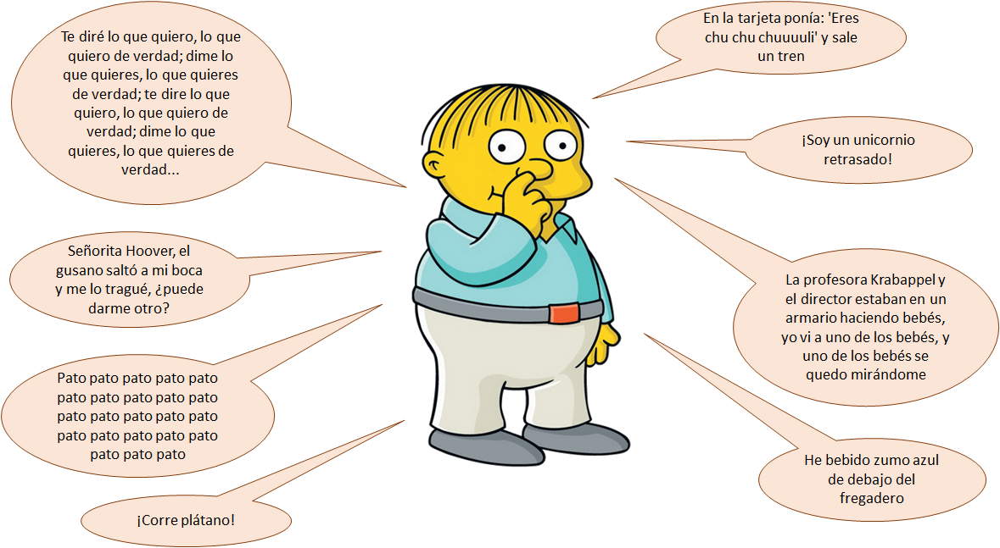 Te diré lo que quiero, lo que
quiero de verdad; dime lo
que quieres, lo que quieres
de verdad; te dire lo que
quiero, lo que quiero de
verdad; dime lo que
quieres, lo que quieres de
verdad...
Señorita Hoover, el
gusano saltó a mi boca
y me lo tragué, ¿puede
darme otro?
Pato pato pato pato pato
pato pato pato pato pato
pato pato pato pato pato
pato pato pato pato pato
pato pato pato
¡Corre plátano!
En la tarjeta ponía: 'Eres
chu chu chuuuuli' y sale
un tren
¡Soy un unicornio
retrasado!
La profesora Krabappel y
el director estaban en un
armario haciendo bebés,
yo vi a uno de los bebés, y
uno de los bebés se
quedo mirándome
He bebido zumo azul
de debajo del
fregadero